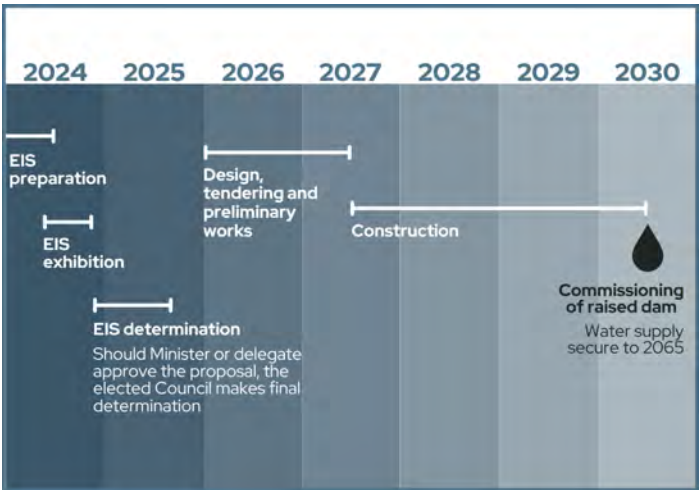 2024 2025 2026 2027 2028 2029 2030
EIS
preparation
EIS
exhibition
EIS determination
Should Minister or delegate
approve the proposal, the
elected Council makes final
determination
Design,
tendering and
preliminary
works
Construction
Commissioning
of raised dam
Water supply
secure to 2065